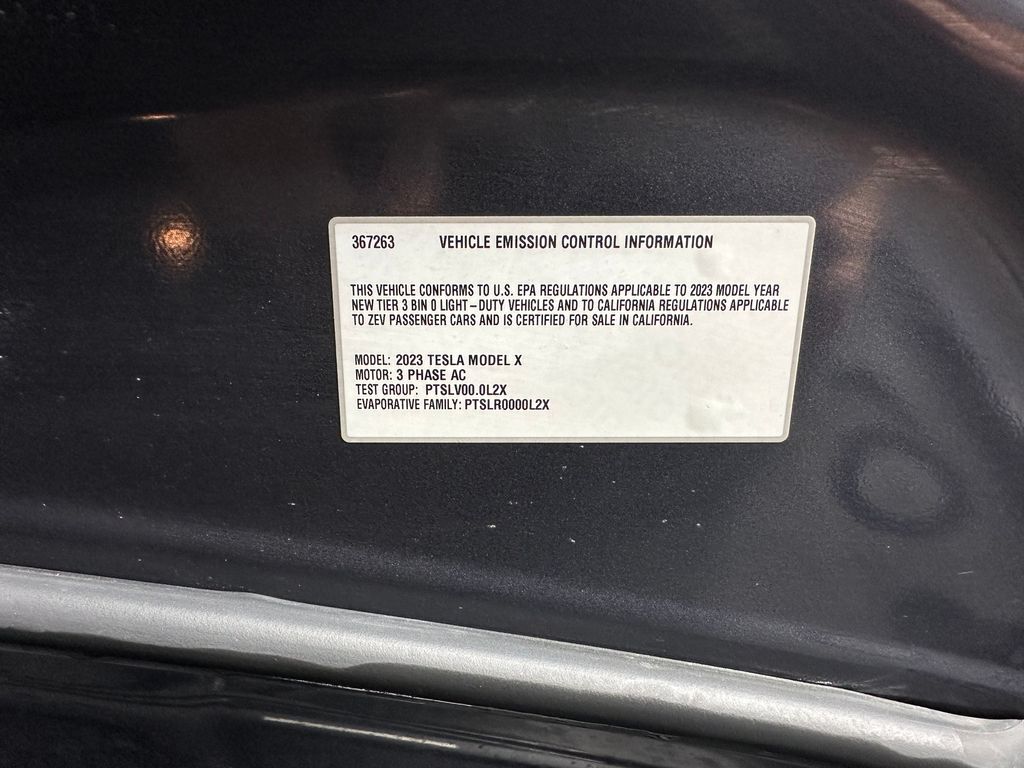 367263 VEHICLE EMISSION CONTROL INFORMATION
THIS VEHICLE CONFORMS TO U.S. EPA REGULATIONS APPLICABLE TO 2023 MODEL YEAR
NEW TIER 3 BIN 0 LIGHT-DUTY VEHICLES AND TO CALIFORNIA REGULATIONS APPLICABLE
TO ZEV PASSENGER CARS AND IS CERTIFIED FOR SALE IN CALIFORNIA.
MODEL: 2023 TESLA MODEL X
MOTOR: 3 PHASE AC
TEST GROUP: PTSLV00.0L2X
EVAPORATIVE FAMILY: PTSLR0000L2X